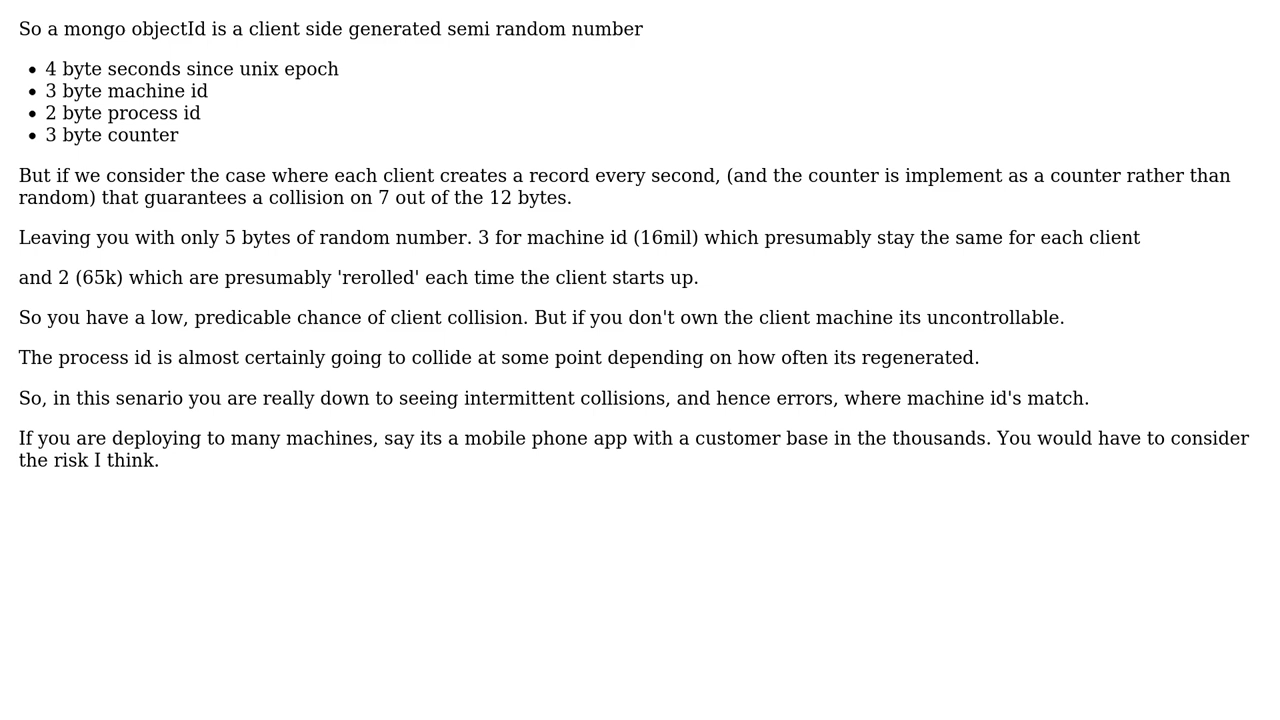 So a mongo objectId is a client side generated semi random number
• 4 byte seconds since unix epoch
• 3 byte machine id
• 2 byte process id
• 3 byte counter
But if we consider the case where each client creates a record every second, (and the counter is implement as a counter rather than
random) that guarantees a collision on 7 out of the 12 bytes.
Leaving you with only 5 bytes of random number. 3 for machine id (16mil) which presumably stay the same for each client
and 2 (65k) which are presumably 'rerolled' each time the client starts up.
So you have a low, predicable chance of client collision. But if you don't own the client machine its uncontrollable.
The process id is almost certainly going to collide at some point depending on how often its regenerated.
So, in this senario you are really down to seeing intermittent collisions, and hence errors, where machine id's match.
If you are deploying to many machines, say its a mobile phone app with a customer base in the thousands. You would have to consider
the risk I think.